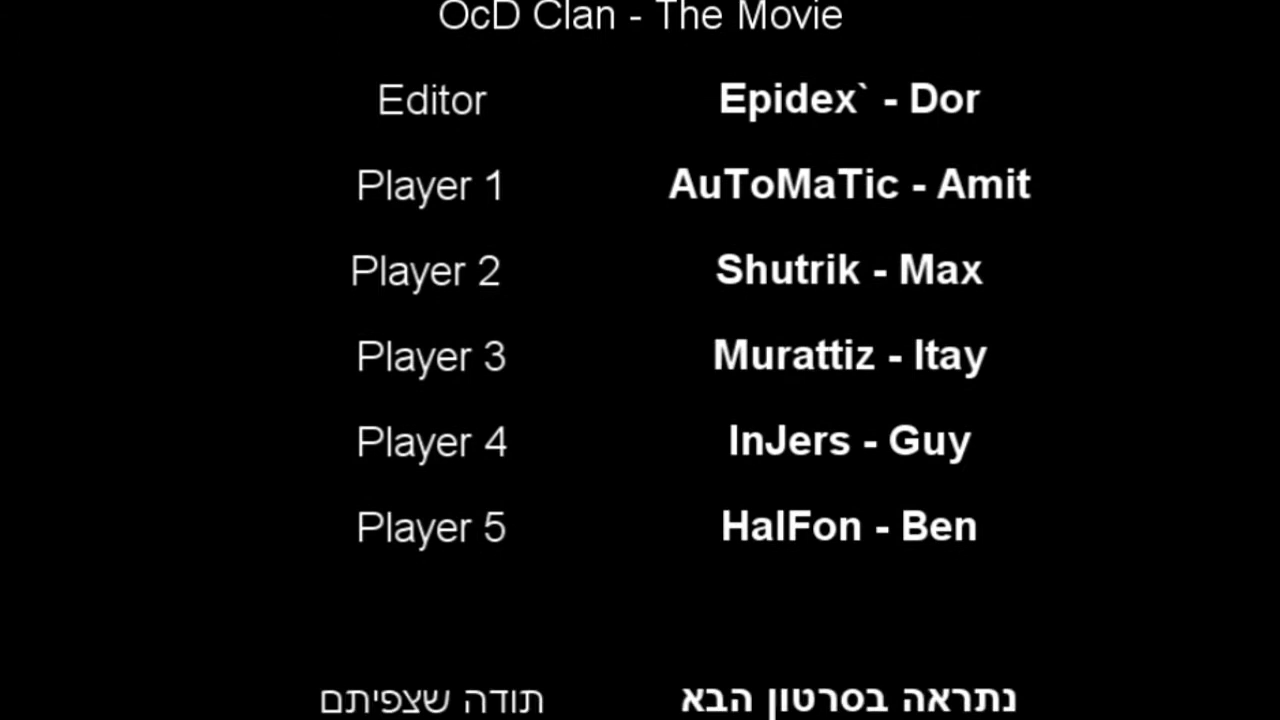 OcD Clan - The Movie
Editor Epidex` - Dor
Player 1 AuToMaTic - Amit
Player 2 Shutrik - Max
Player 3 Murattiz - Itay
Player 4 InJers - Guy
Player 5 HalFon - Ben
תודה שצפיתם נתראה בסרטון הבא